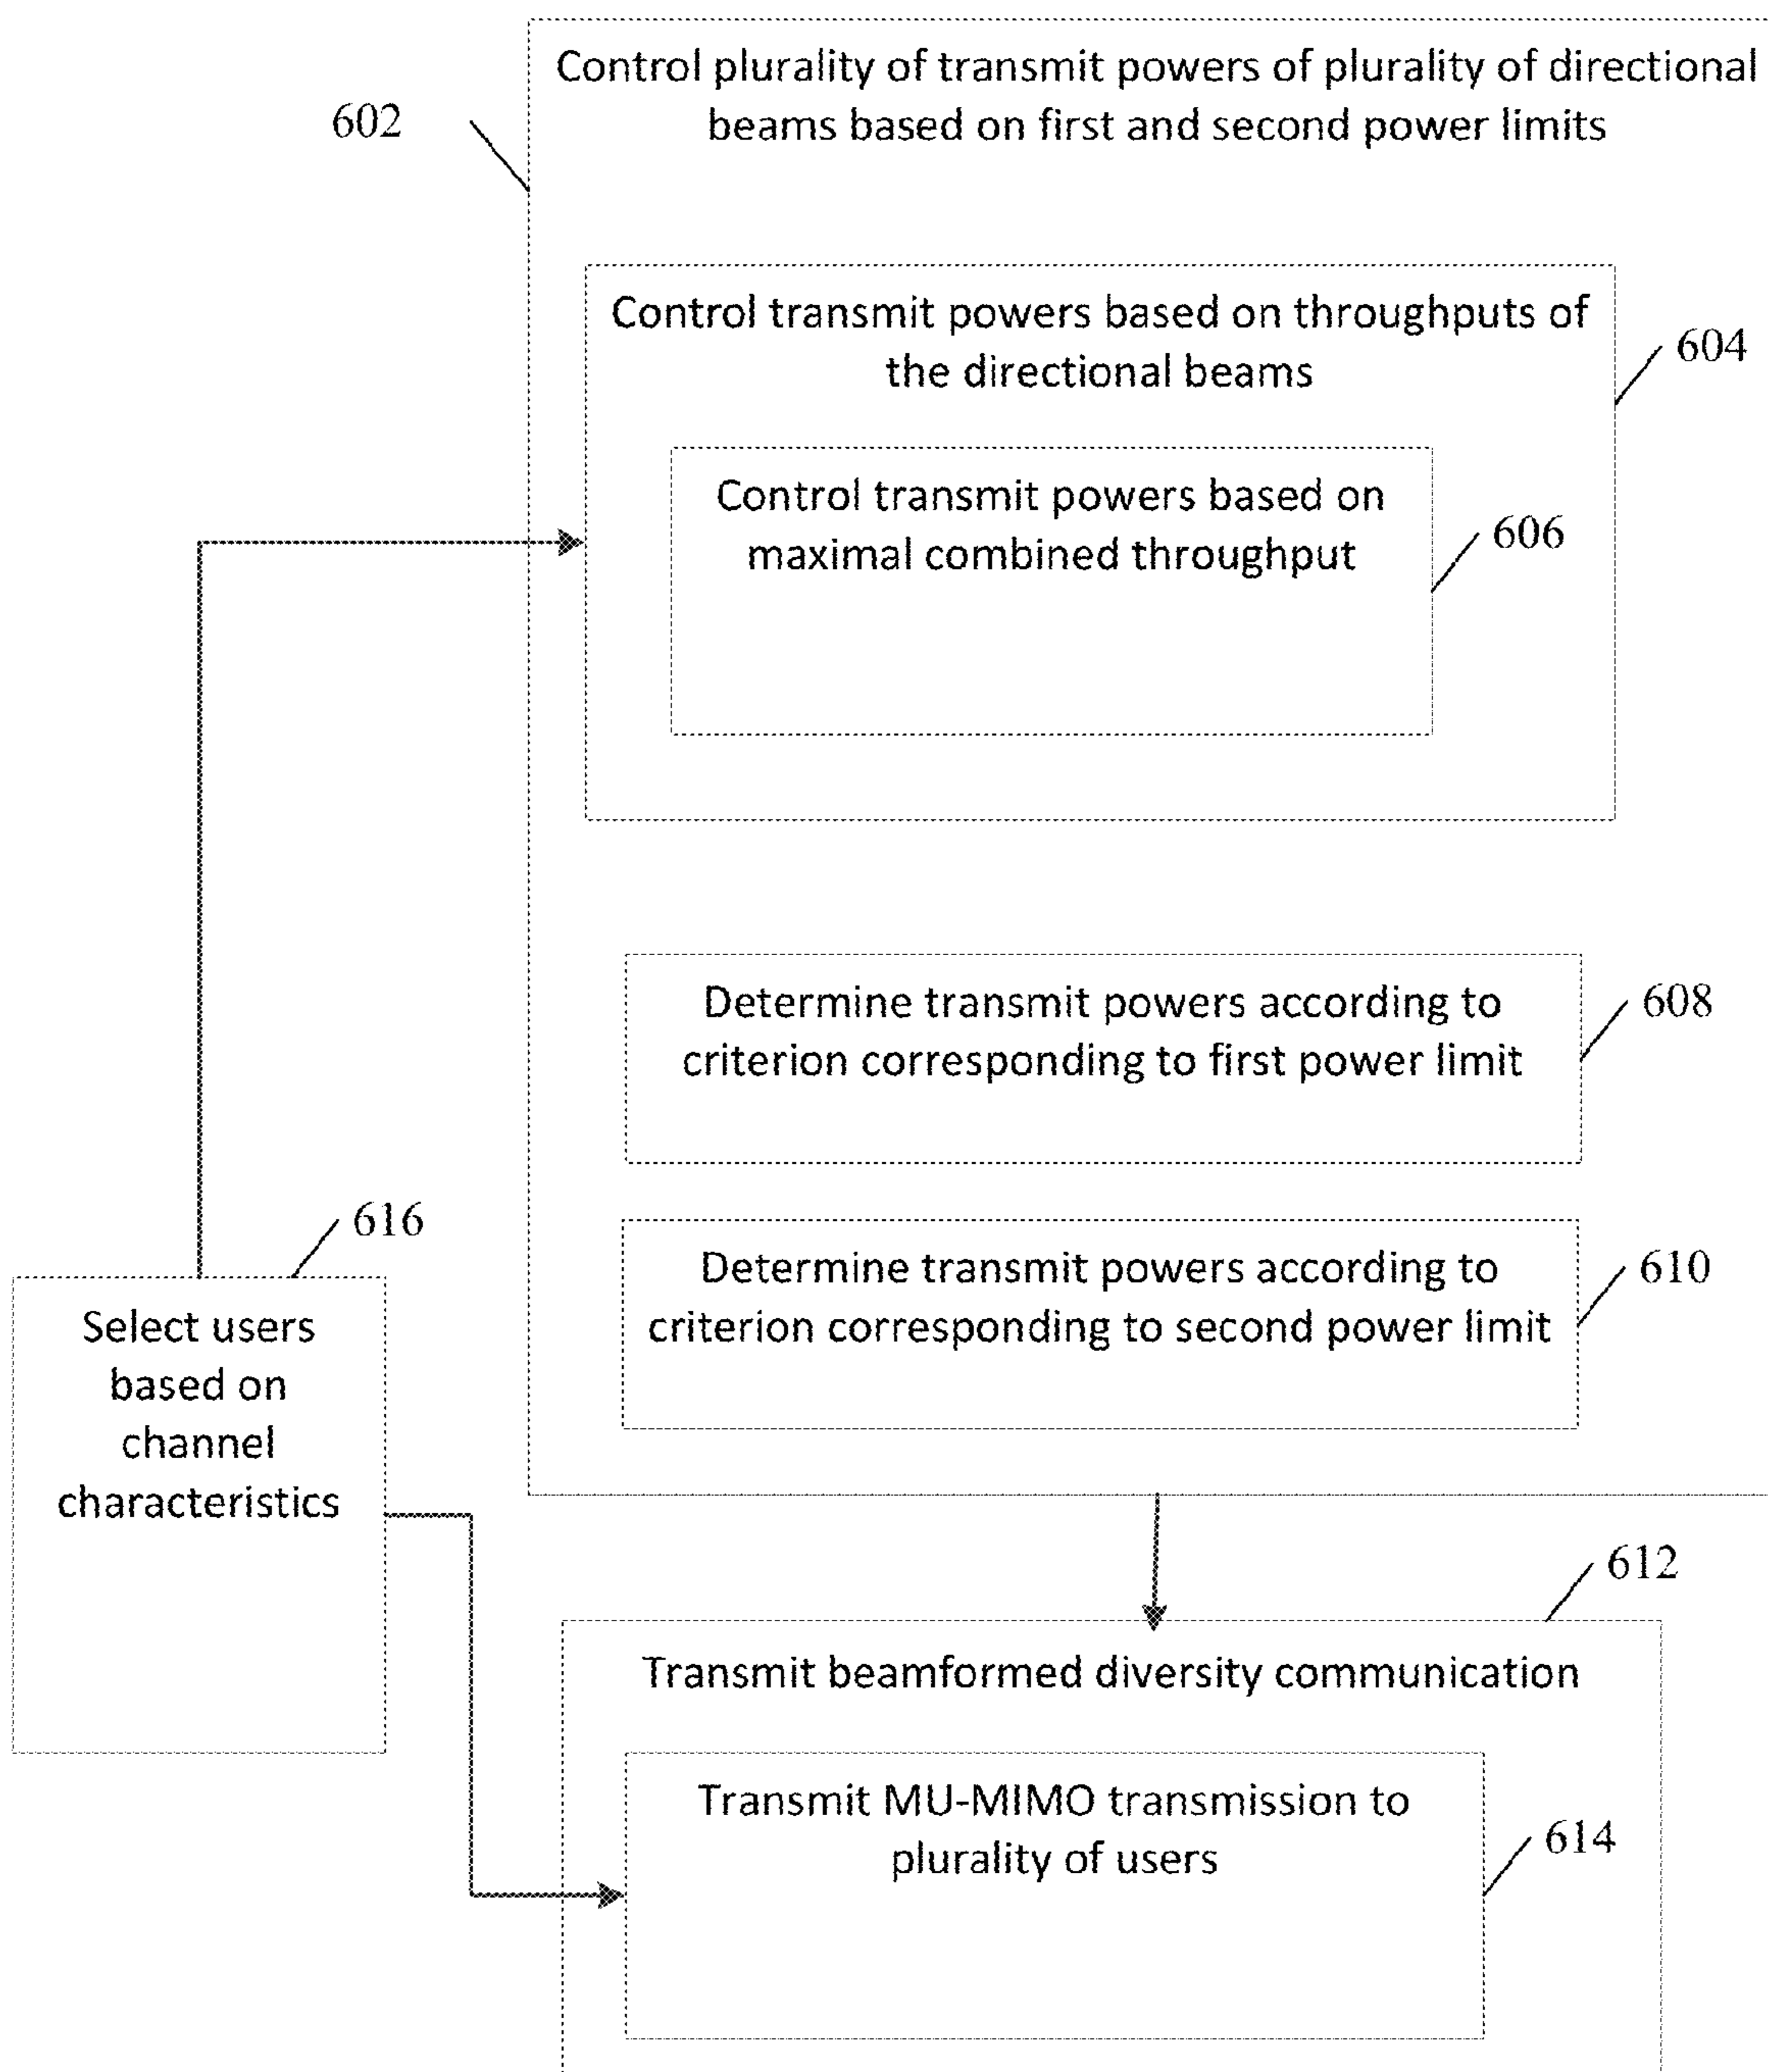 Control plurality of transmit powers of plurality of directional
beams based on first and second power limits
602
Control transmit powers based on throughputs of
the directional beams
604
Control transmit powers based on
maximal combined throughput
606
Determine transmit powers according to
criterion corresponding to first power limit
608
616
Determine transmit powers according to
criterion corresponding to second power limit
610
Select users
based on
channel
characteristics
612
Transmit beamformed diversity communication
Transmit MU-MIMO transmission to
plurality of users
614